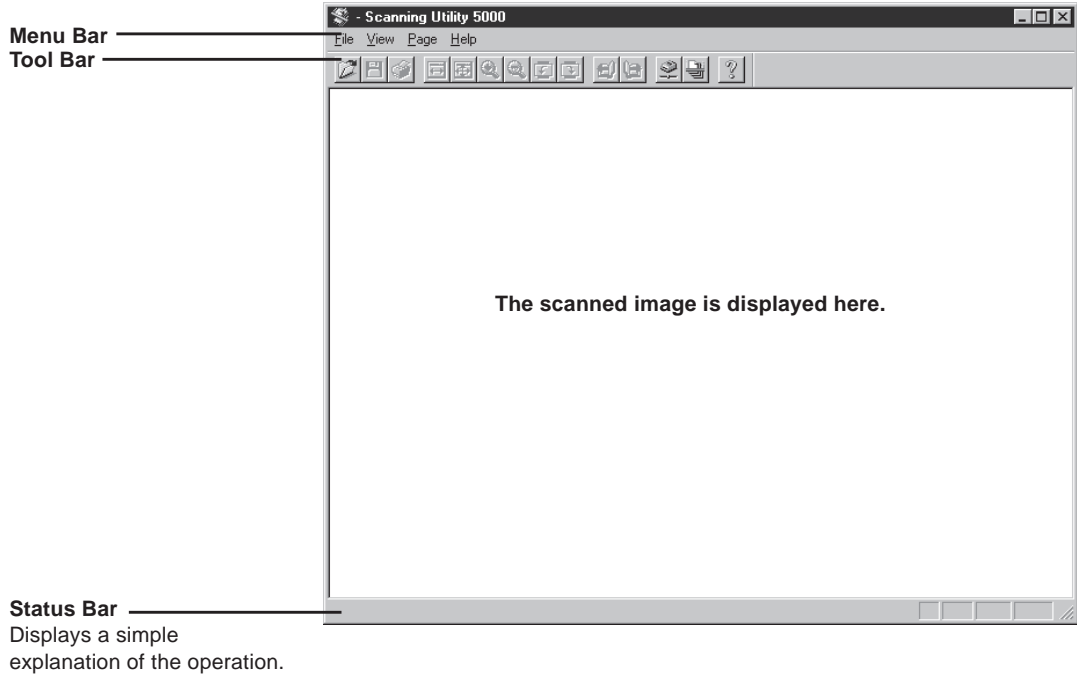 - Scanning Utility 5000
Menu Bar
File View Page Help
Tool Bar
?
The scanned image is displayed here.
Status Bar
Displays a simple
explanation of the operation.